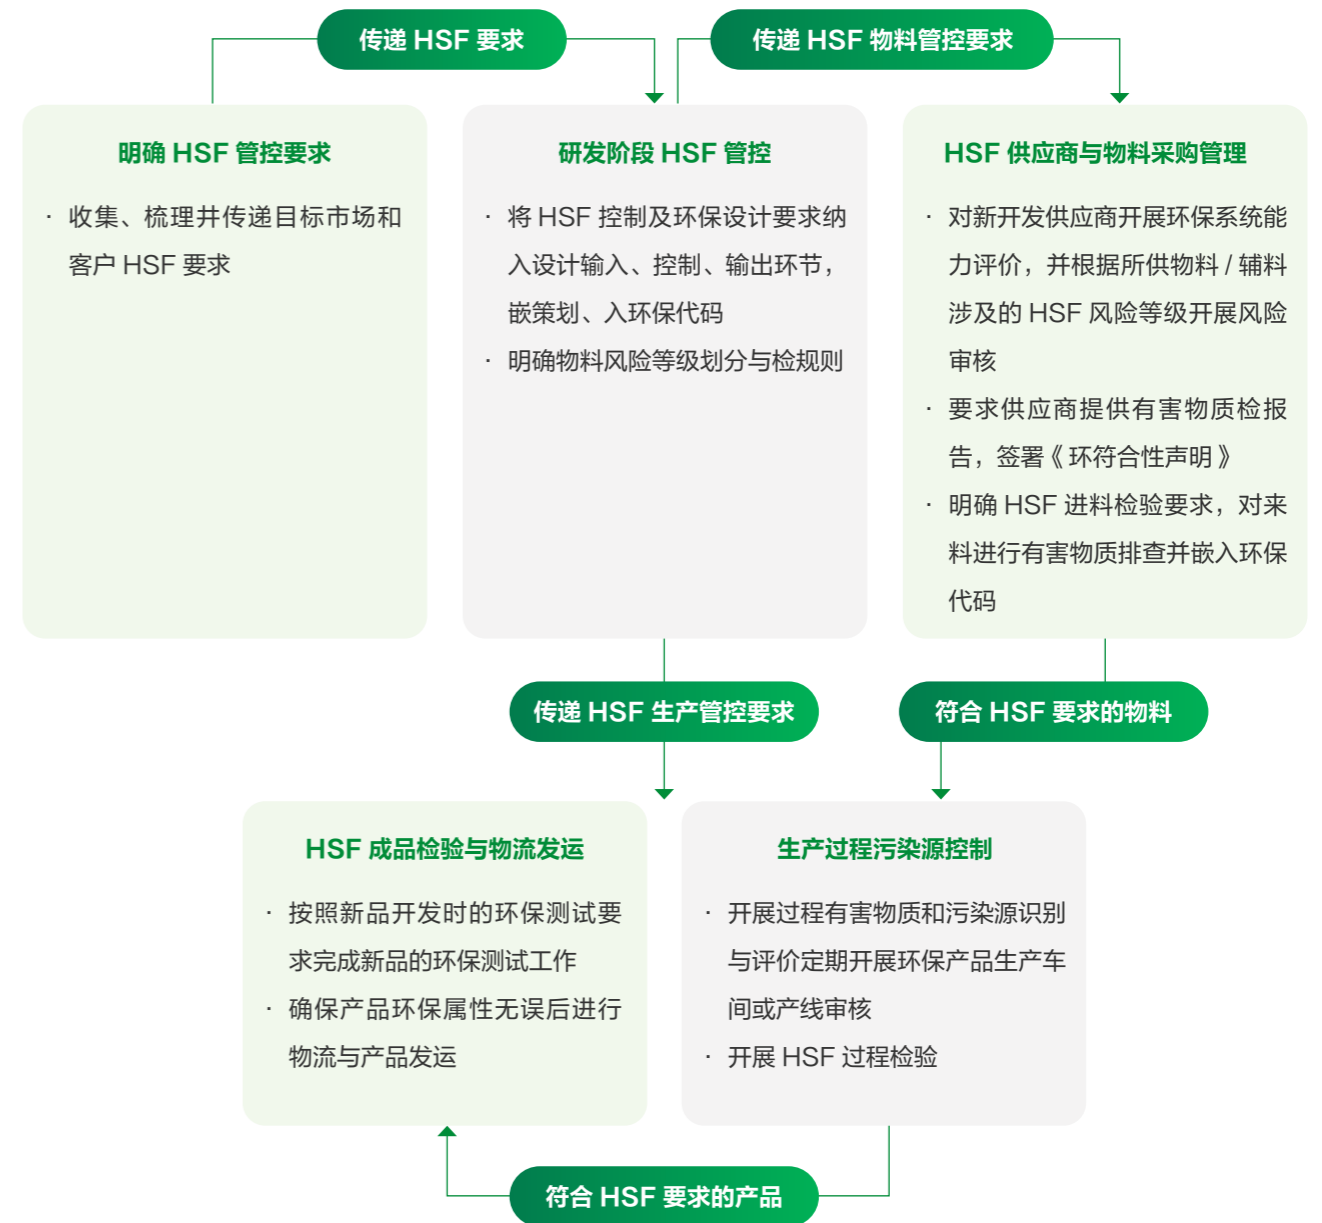 传递 HSF 要求
传递 HSF 物料管控要求
明确 HSF 管控要求
· 收集、梳理井传递目标市场和
客户 HSF 要求
研发阶段 HSF 管控
· 将 HSF 控制及环保设计要求纳
入设计输入、控制、输出环节，
嵌策划、入环保代码
· 明确物料风险等级划分与检规则
HSF 供应商与物料采购管理
· 对新开发供应商开展环保系统能
力评价，并根据所供物料 / 辅料
涉及的 HSF 风险等级开展风险
审核
· 要求供应商提供有害物质检报
告，签署《环符合性声明》
· 明确 HSF 进料检验要求，对来
料进行有害物质排查并嵌入环保
代码
传递 HSF 生产管控要求
符合 HSF 要求的物料
HSF 成品检验与物流发运
· 按照新品开发时的环保测试要
求完成新品的环保测试工作
· 确保产品环保属性无误后进行
物流与产品发运
生产过程污染源控制
· 开展过程有害物质和污染源识别
与评价定期开展环保产品生产车
间或产线审核
· 开展 HSF 过程检验
符合 HSF 要求的产品